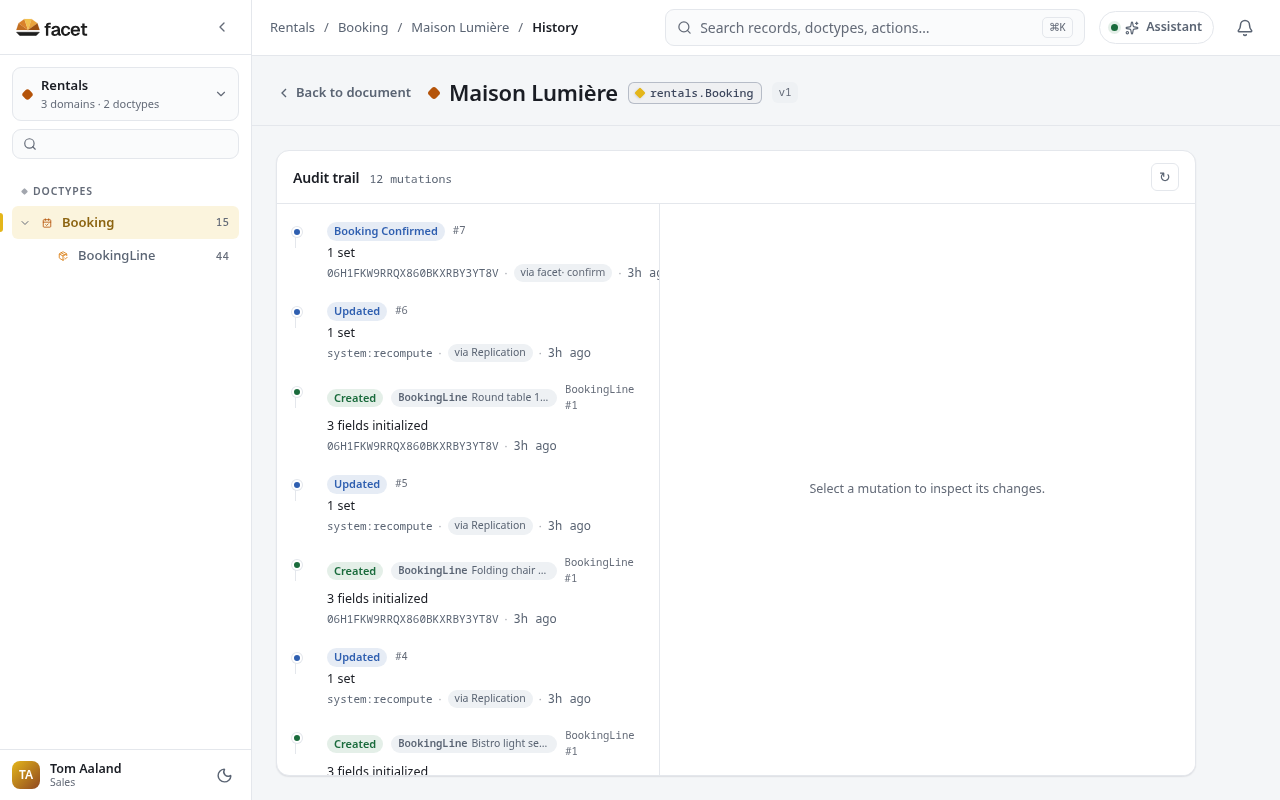 facet
Rentals / Booking / Maison Lumière / History
Search records, doctypes, actions... ⌘K
Assistant
Rentals
3 domains · 2 doctypes
DOCTYPES
Booking 15
BookingLine 44
Tom Aaland
Sales
TA
Back to document
Maison Lumière
rentals.Booking
v1
Audit trail 12 mutations
Booking Confirmed #7
1 set
06H1FKW9RRQX860BKXRBY3YT8V · via facet· confirm · 3h ag
Updated #6
1 set
system:recompute · via Replication · 3h ago
Created BookingLine Round table 1... BookingLine
#1
3 fields initialized
06H1FKW9RRQX860BKXRBY3YT8V · 3h ago
Updated #5
1 set
system:recompute · via Replication · 3h ago
Created BookingLine Folding chair ... BookingLine
#1
3 fields initialized
06H1FKW9RRQX860BKXRBY3YT8V · 3h ago
Updated #4
1 set
system:recompute · via Replication · 3h ago
Created BookingLine Bistro light se... BookingLine
#1
3 fields initialized
Select a mutation to inspect its changes.